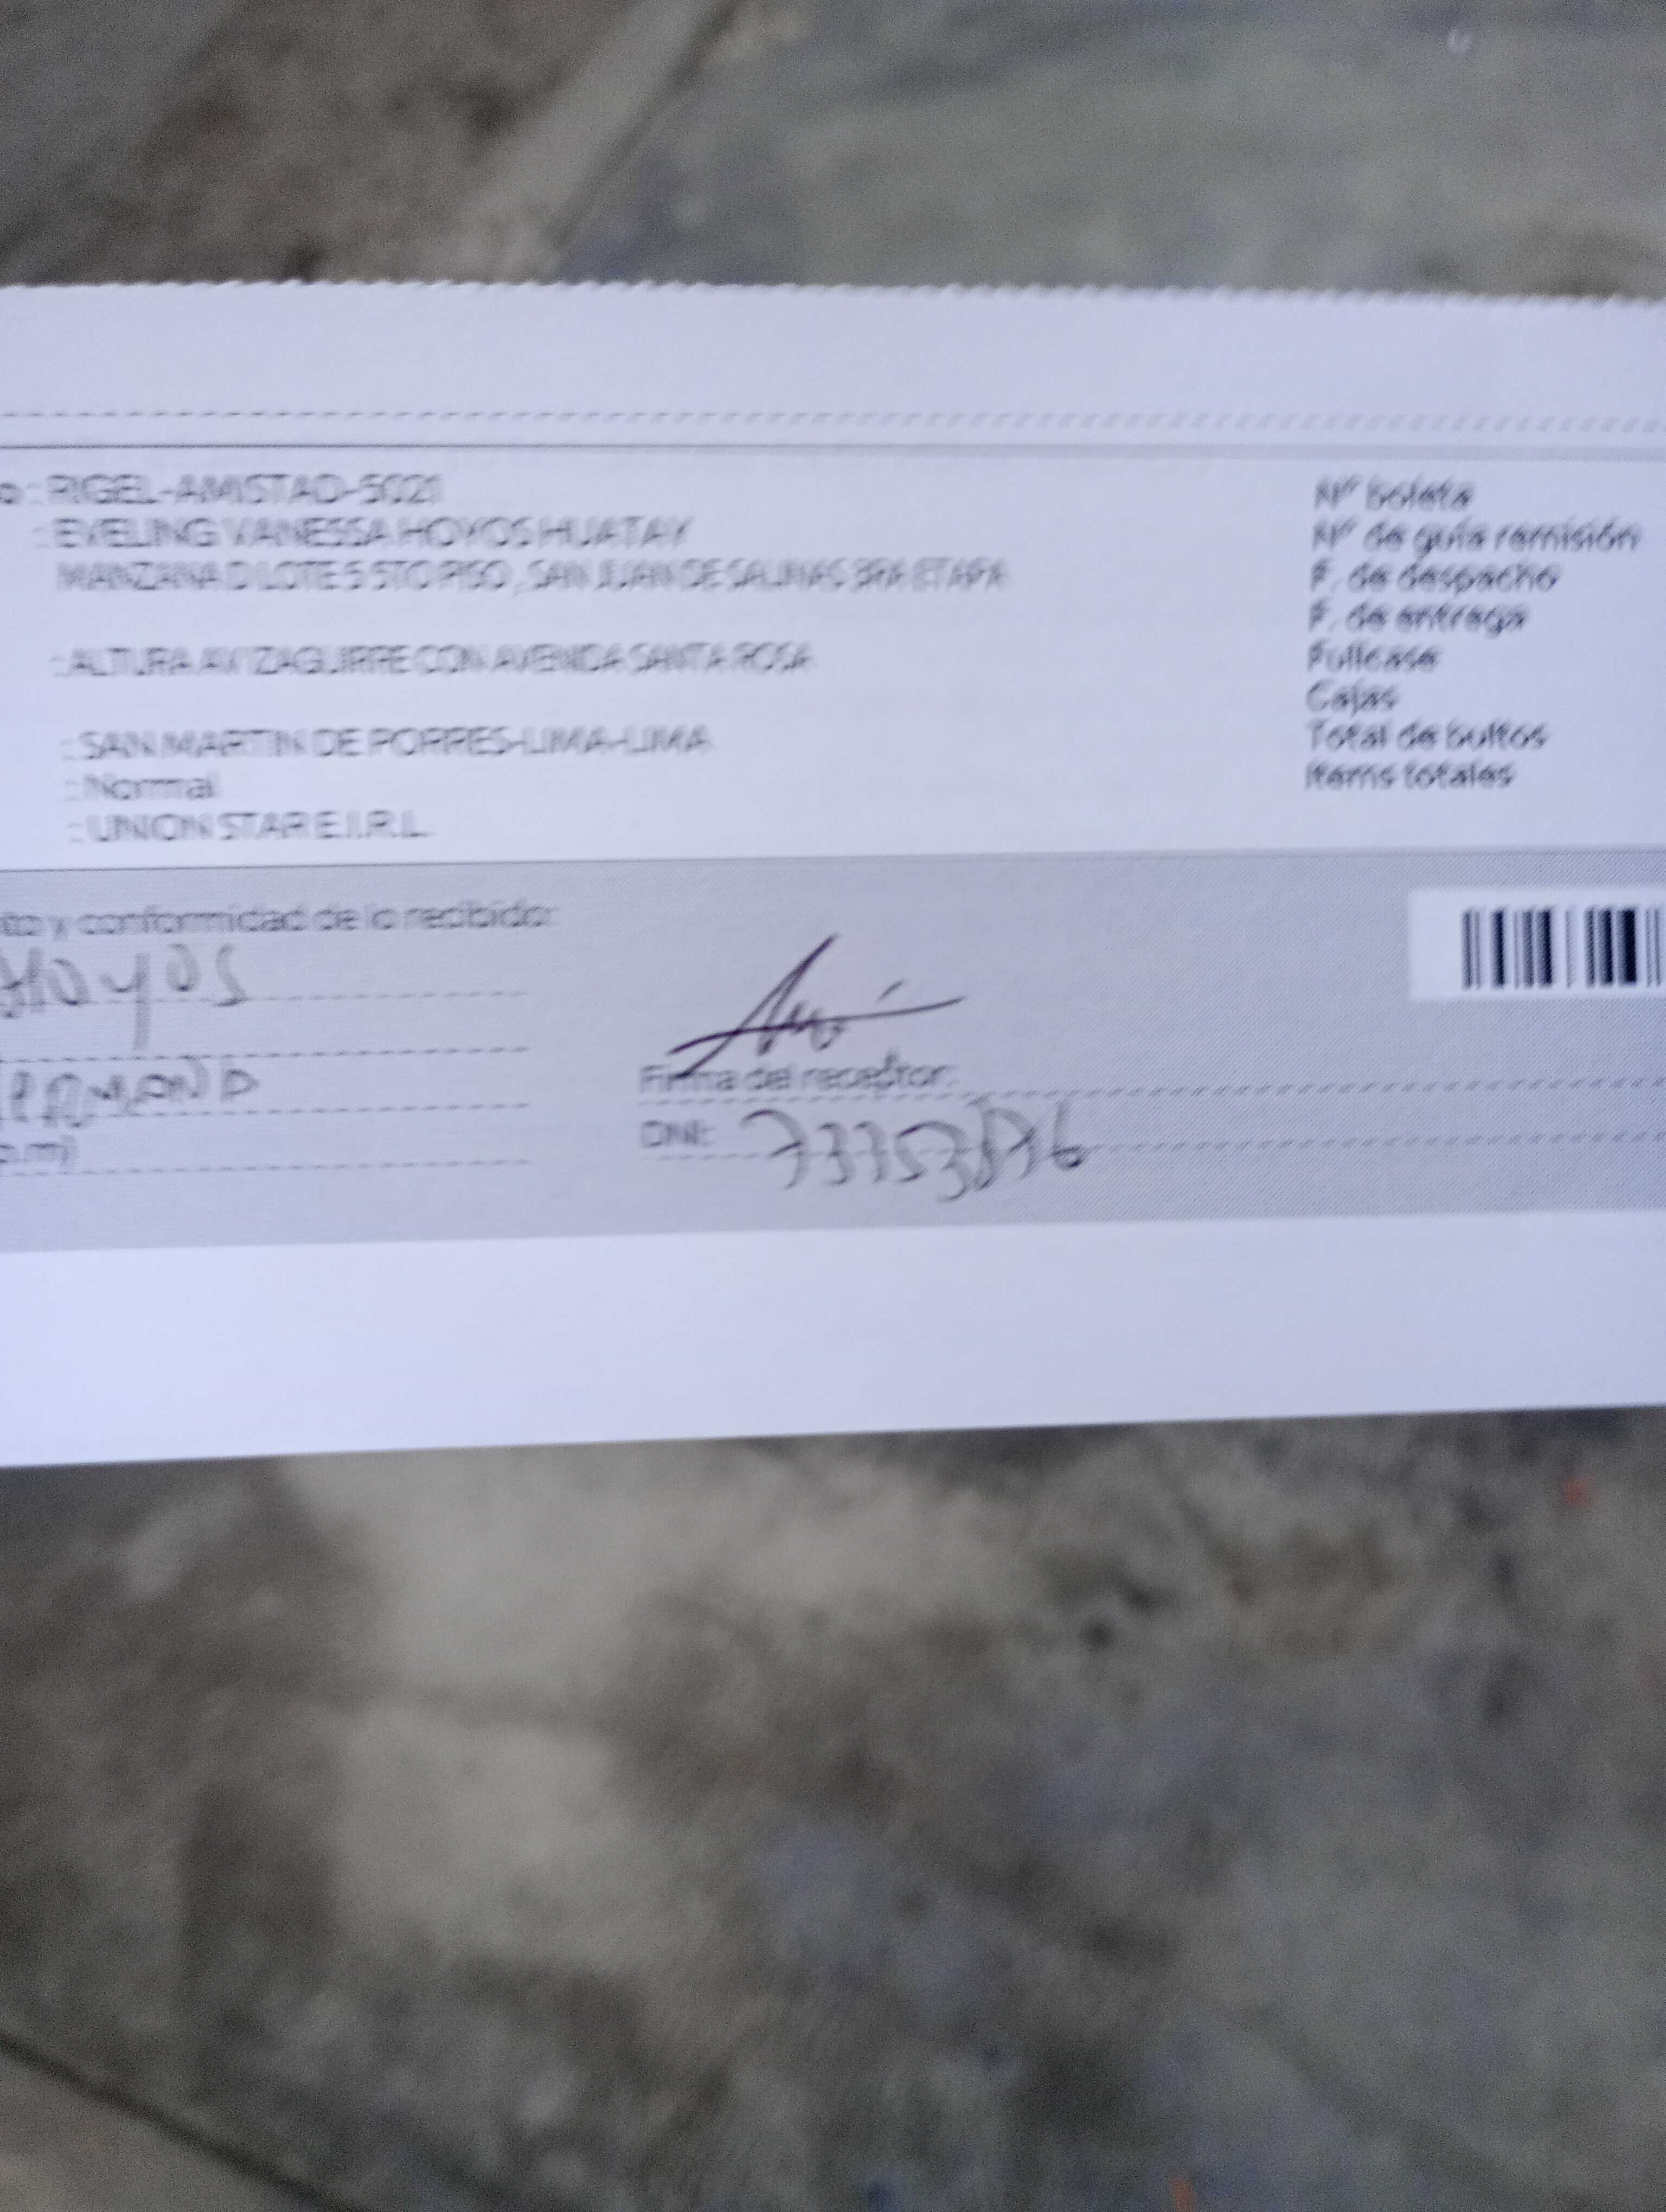 o : RIGEL-AMISTAD-5021
: EVELING VANESSA HOYOS HUATAY
MANZANA D LOTE 5 5TO PISO , SAN JUAN DE SALINAS 3RA ETAPA
: ALTURA AV IZAGUIRRE CON AVENIDA SANTA ROSA
: SAN MARTIN DE PORRES-LIMA-LIMA
: Normal
: UNION STAR E.I.R.L.
Nº boleta
Nº de guía remisión
F. de despacho
F. de entrega
Fullcase
Cajas
Total de bultos
Items totales
to y conformidad de lo recibido:
Hoyos
Firma del receptor:
p.m)
DNI: